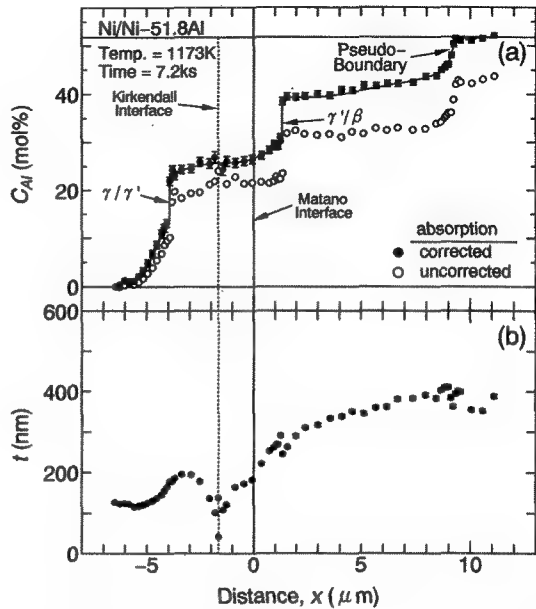 Ni/Ni–51.8Al
(a)
Temp. = 1173K
Time = 7.2ks
Pseudo-
Boundary
Kirkendall
Interface
γ'/β
γ/γ'
Matano
Interface
absorption
corrected
uncorrected
C_Al (mol%)
40
20
0
(b)
600
400
200
0
t (nm)
−5
0
5
10
Distance, x (μm)